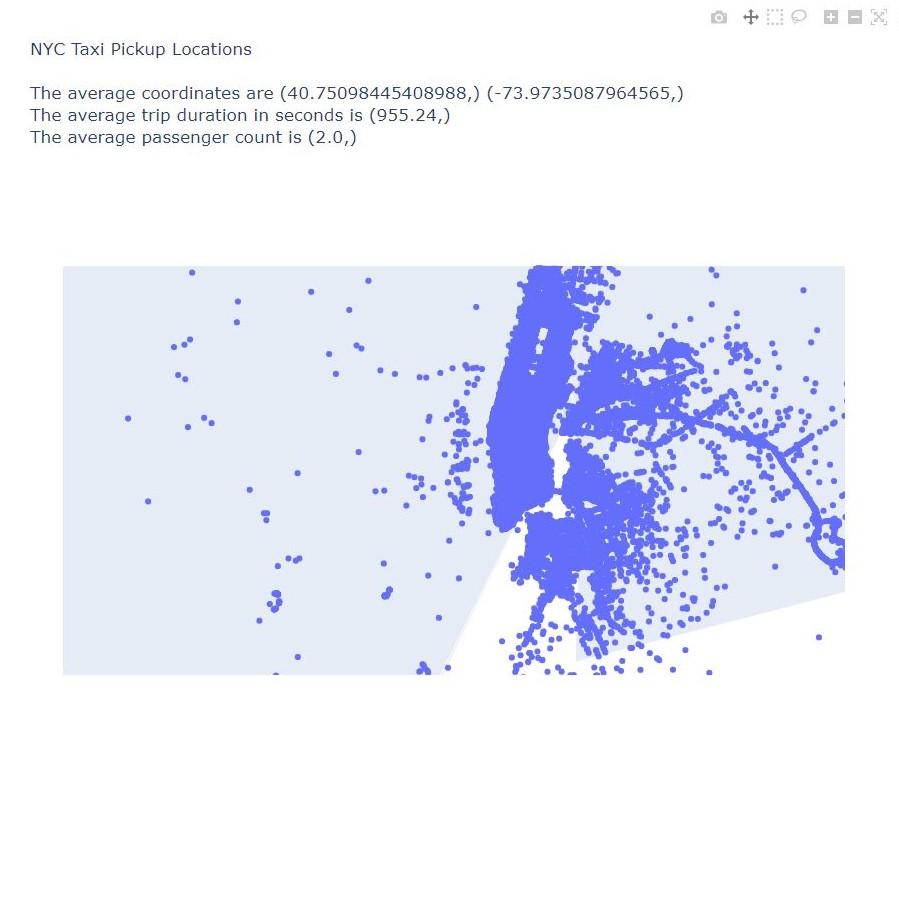 NYC Taxi Pickup Locations
The average coordinates are (40.75098445408988,) (-73.9735087964565,)
The average trip duration in seconds is (955.24,)
The average passenger count is (2.0,)